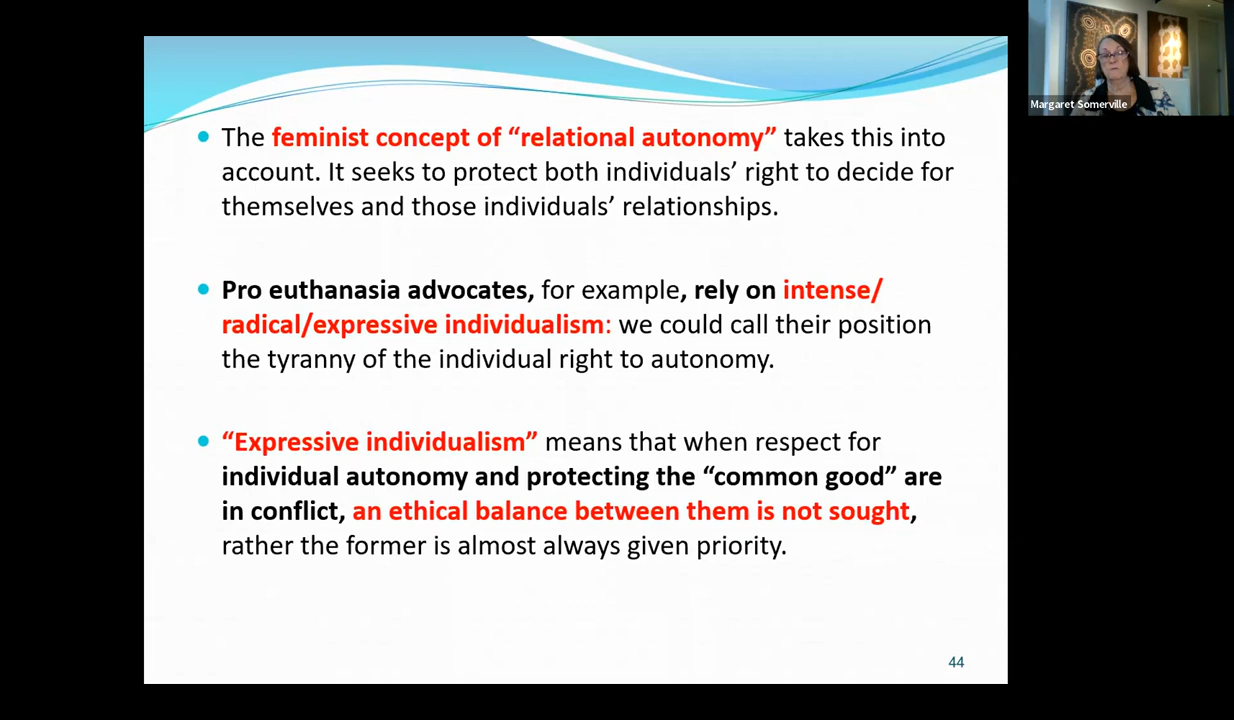 The feminist concept of “relational autonomy” takes this into
account. It seeks to protect both individuals’ right to decide for
themselves and those individuals’ relationships.
Pro euthanasia advocates, for example, rely on intense/
radical/expressive individualism: we could call their position
the tyranny of the individual right to autonomy.
“Expressive individualism” means that when respect for
individual autonomy and protecting the “common good” are
in conflict, an ethical balance between them is not sought,
rather the former is almost always given priority.
44
Margaret Somerville